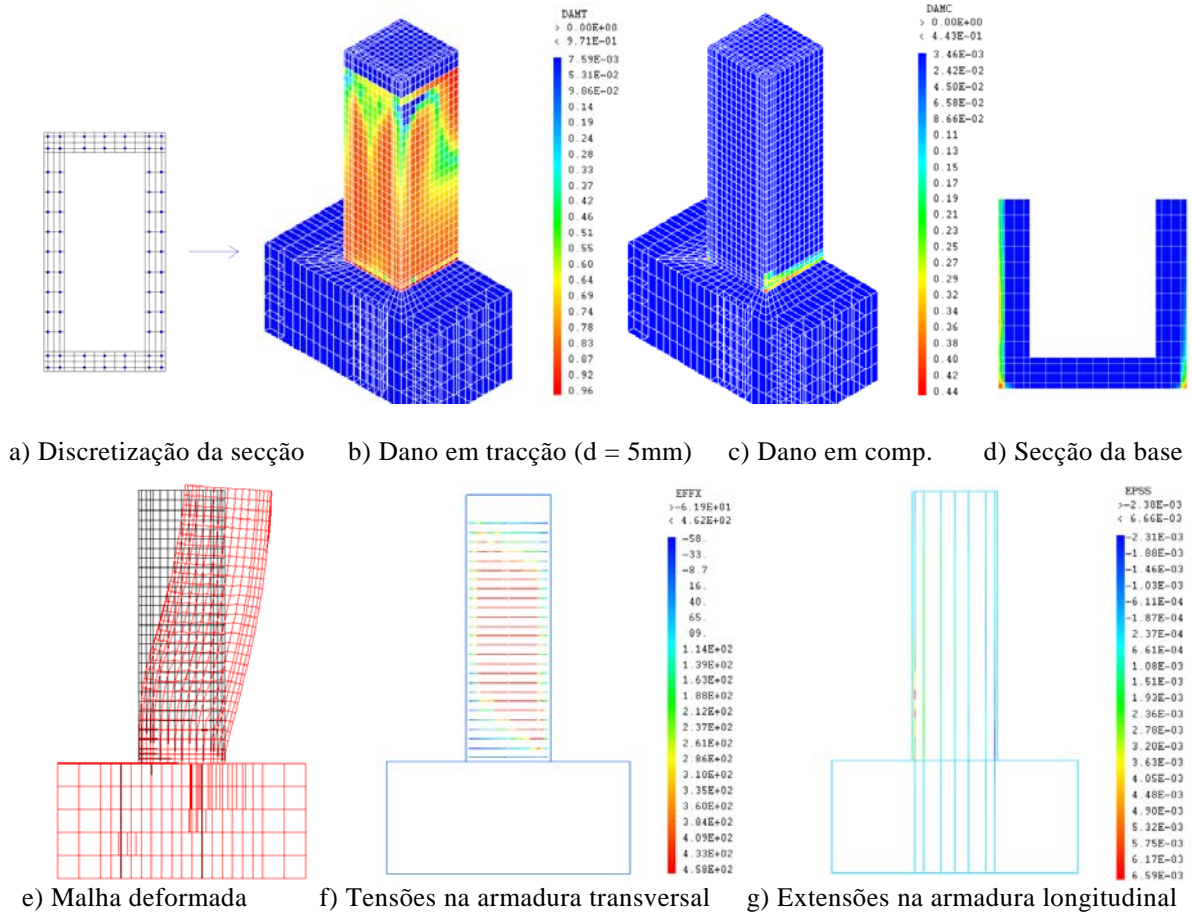 DAMT
> 0.00E+00
< 9.71E-01
7.59E-03
5.31E-02
9.86E-02
0.14
0.19
0.24
0.28
0.33
0.37
0.42
0.46
0.51
0.55
0.60
0.64
0.69
0.74
0.78
0.83
0.87
0.92
0.96
DAMC
> 0.00E+00
< 4.43E-01
3.46E-03
2.42E-02
4.50E-02
6.58E-02
8.66E-02
0.11
0.13
0.15
0.17
0.19
0.21
0.23
0.25
0.27
0.29
0.32
0.34
0.36
0.38
0.40
0.42
0.44
a) Discretização da secção
b) Dano em tracção (d = 5mm)
c) Dano em comp.
d) Secção da base
EFFX
>-6.19E+01
< 4.62E+02
-58.
-33.
-8.7
16.
40.
65.
89.
1.14E+02
1.39E+02
1.63E+02
1.88E+02
2.12E+02
2.37E+02
2.61E+02
2.86E+02
3.10E+02
3.35E+02
3.60E+02
3.84E+02
4.09E+02
4.33E+02
4.58E+02
EPSS
>-2.38E-03
< 6.66E-03
-2.31E-03
-1.88E-03
-1.46E-03
-1.03E-03
-6.11E-04
-1.87E-04
2.37E-04
6.61E-04
1.08E-03
1.51E-03
1.93E-03
2.36E-03
2.78E-03
3.20E-03
3.63E-03
4.05E-03
4.48E-03
4.90E-03
5.32E-03
5.75E-03
6.17E-03
6.59E-03
e) Malha deformada
f) Tensões na armadura transversal
g) Extensões na armadura longitudinal